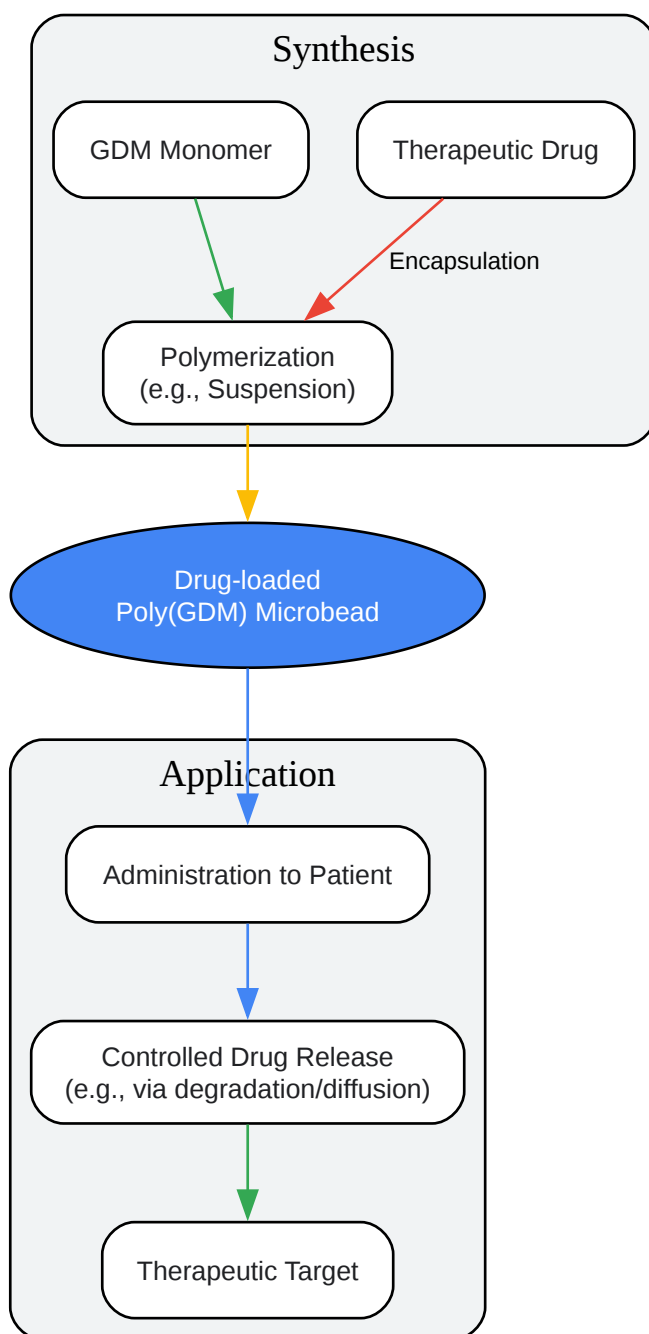 Synthesis
GDM Monomer
Therapeutic Drug
Encapsulation
Polymerization
(e.g., Suspension)
Drug-loaded
Poly(GDM) Microbead
Application
Administration to Patient
Controlled Drug Release
(e.g., via degradation/diffusion)
Therapeutic Target